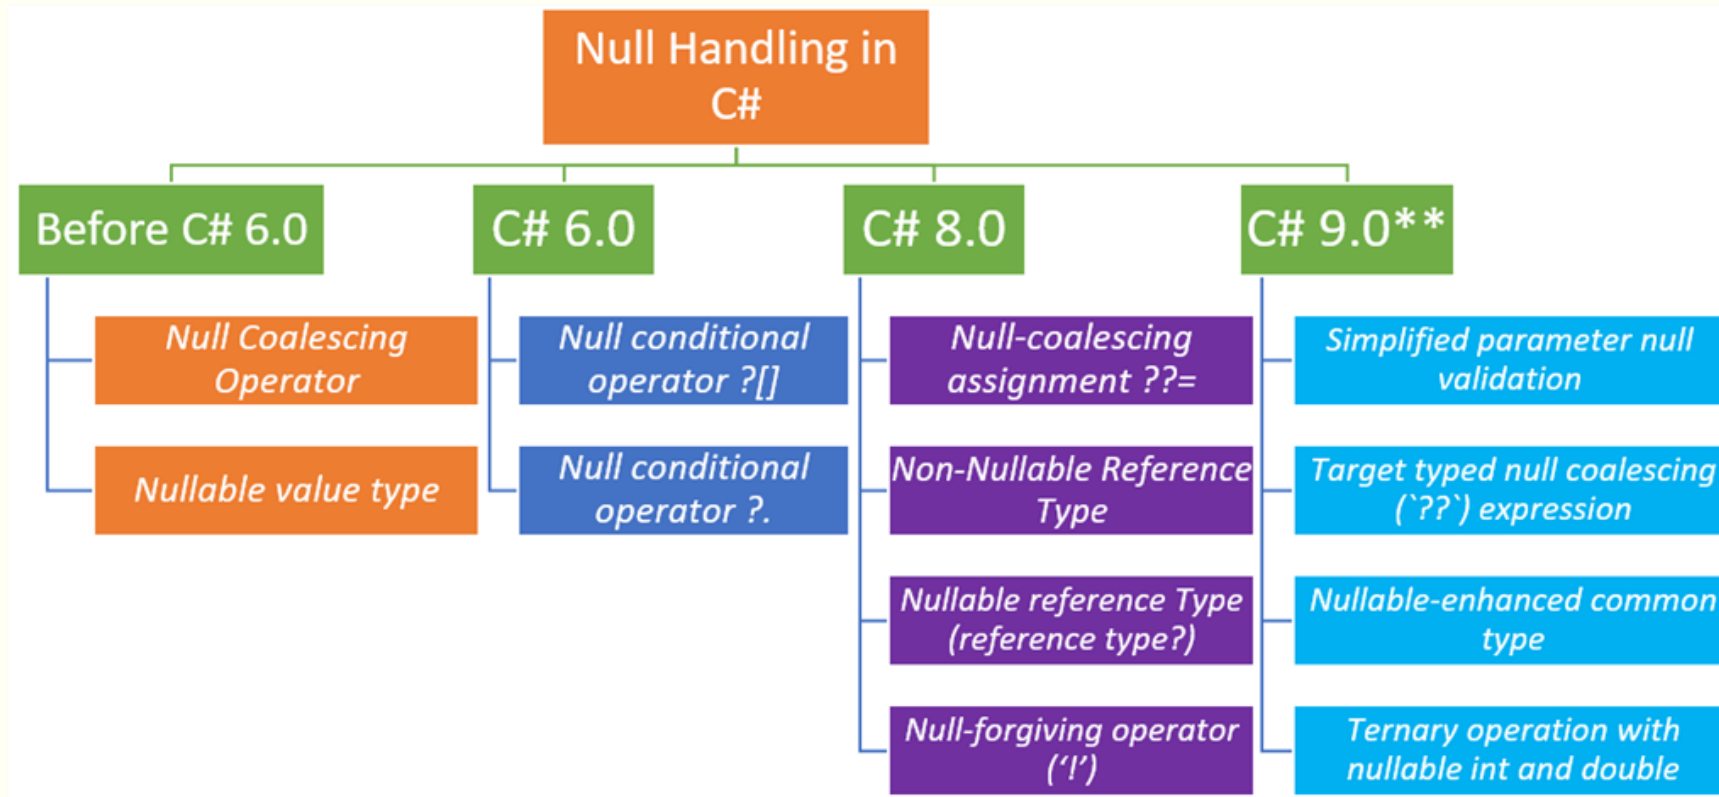 Null Handling in
C#
Before C# 6.0
Null Coalescing
Operator
Nullable value type
C# 6.0
Null conditional
operator ?[]
Null conditional
operator ?.
C# 8.0
Null-coalescing
assignment ??=
Non-Nullable Reference
Type
Nullable reference Type
(reference type?)
Null-forgiving operator
(‘!’)
C# 9.0**
Simplified parameter null
validation
Target typed null coalescing
(`??`) expression
Nullable-enhanced common
type
Ternary operation with
nullable int and double